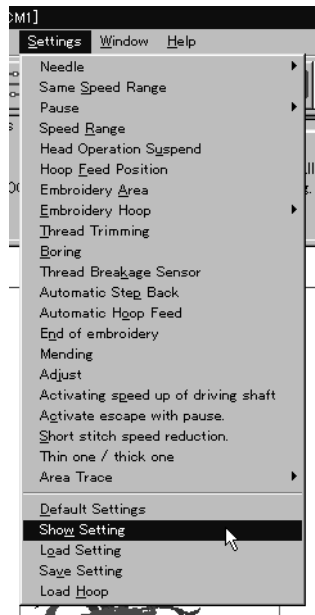 CM1]
Settings Window Help
Needle
Same Speed Range
Pause
Speed Range
Head Operation Suspend
Hoop Feed Position
Embroidery Area
Embroidery Hoop
Thread Trimming
Boring
Thread Breakage Sensor
Automatic Step Back
Automatic Hoop Feed
End of embroidery
Mending
Adjust
Activating speed up of driving shaft
Activate escape with pause.
Short stitch speed reduction.
Thin one / thick one
Area Trace
Default Settings
Show Setting
Load Setting
Save Setting
Load Hoop